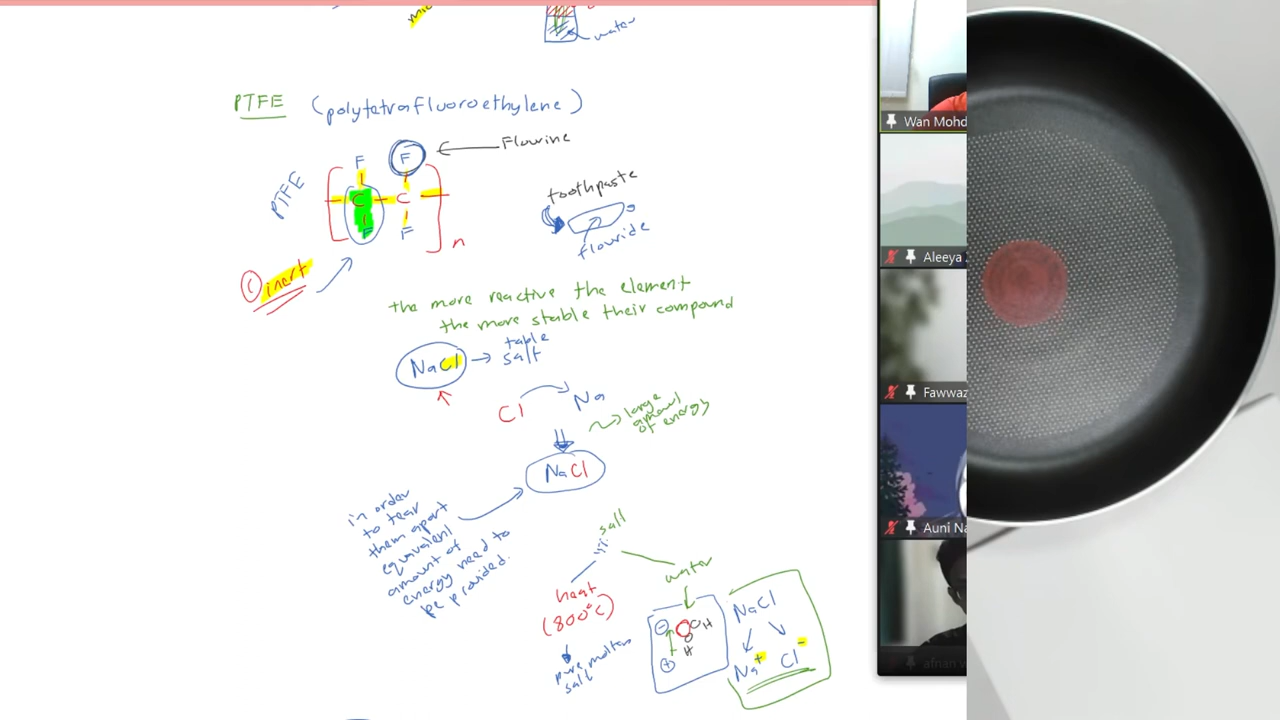 water
PTFE (polytetrafluoroethylene)
F F
Flourine
PTFE
C C
F F
n
① inert
toothpaste
flouride
the more reactive the element
the more stable their compound
NaCl → table
salt
Cl Na
large
amount
of energy
NaCl
in order
to tear
them apart
equivalent
amount of
energy need to
be provided.
salt
heat
(800°C)
pure molten
salt
water
⊖
⊕
O H
H
NaCl
Na+ Cl-
Wan Mohd
Aleeya
Fawwaz
Auni Na
afnan w